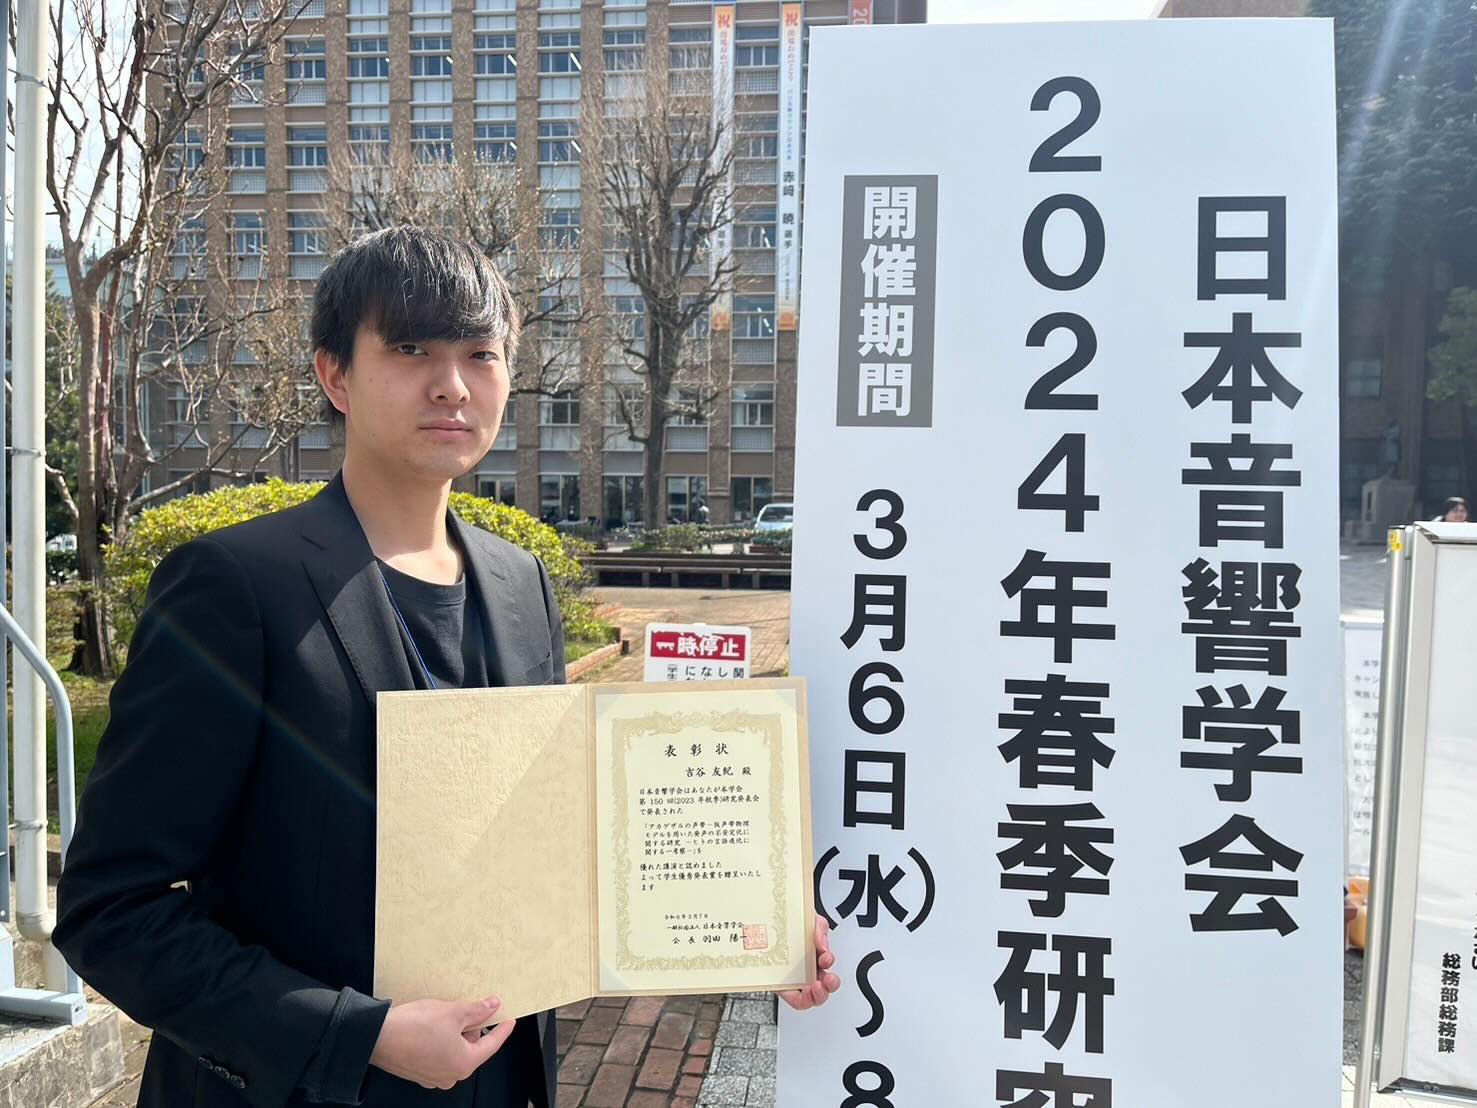 日本音響学会
2024年春季研究
開催期間
3月6日(水)～8
祝
祝
赤﨑 暁 選手
一時停止
表彰状
吉谷 友紀 殿
日本音響学会はあなたが本学会
第150回(2023年秋季)研究発表会
で発表された
「アカゲザルの声帯－仮声帯物理
モデルを用いた発声の不安定化に
関する研究 －ヒトの言語進化に
関する一考察－」を
優れた講演と認めました
よって学生優秀発表賞を贈呈いたし
ます
令和6年3月7日
一般社団法人 日本音響学会
会長 羽田 陽一
総務部総務課